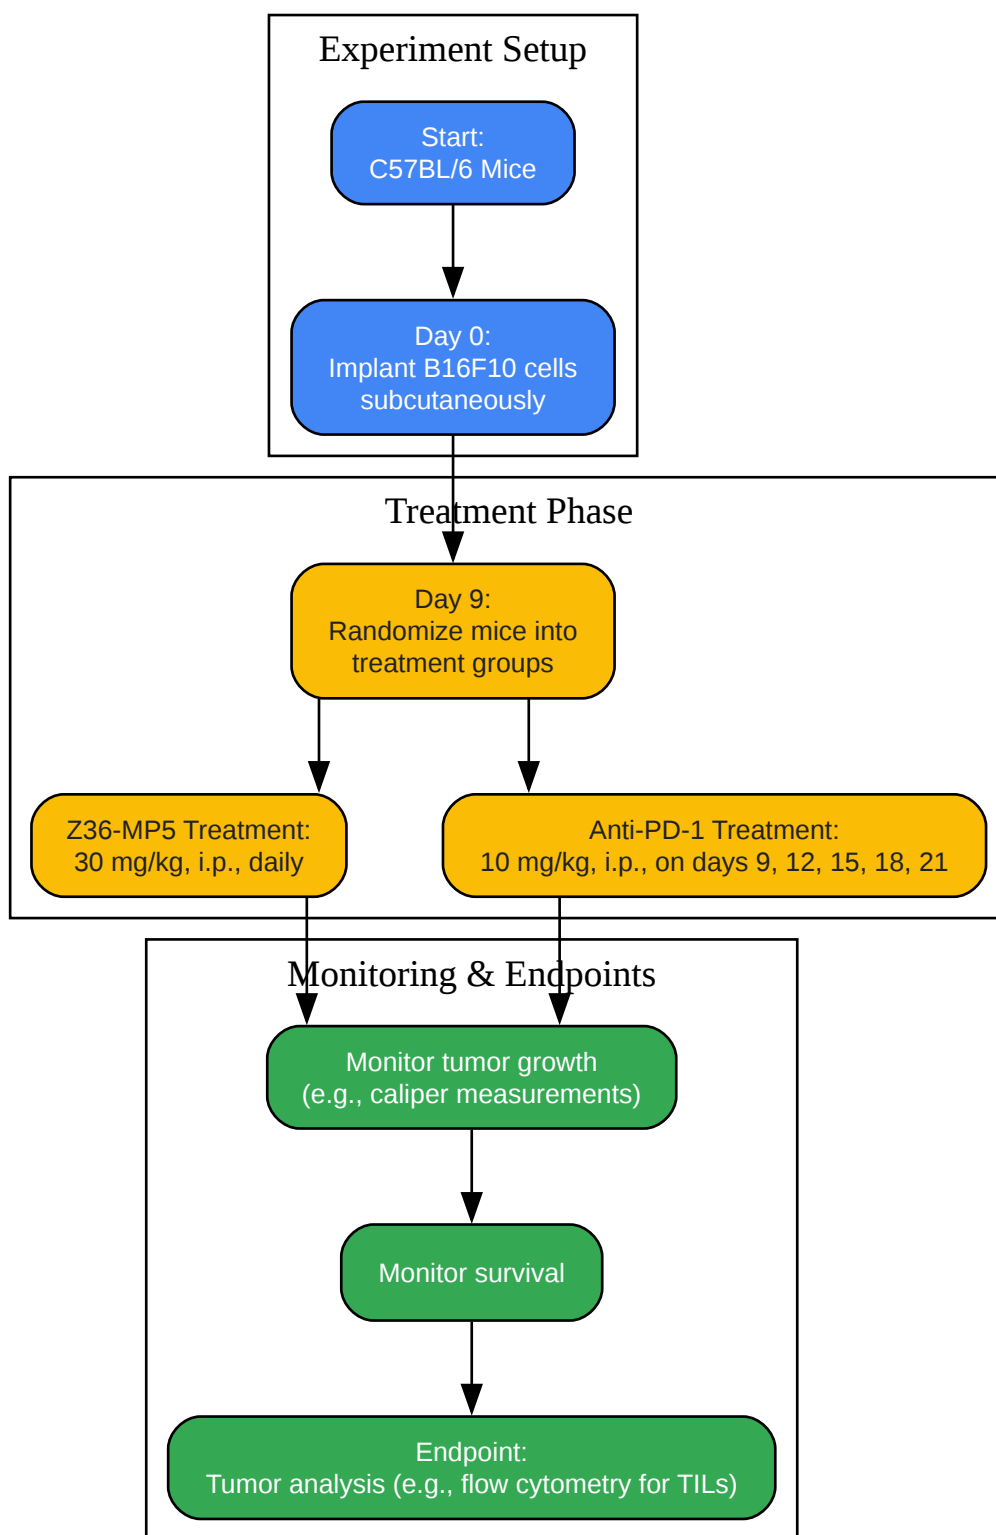 Experiment Setup
Start:
C57BL/6 Mice
Day 0:
Implant B16F10 cells
subcutaneously
Treatment Phase
Day 9:
Randomize mice into
treatment groups
Z36-MP5 Treatment:
30 mg/kg, i.p., daily
Anti-PD-1 Treatment:
10 mg/kg, i.p., on days 9, 12, 15, 18, 21
Monitoring & Endpoints
Monitor tumor growth
(e.g., caliper measurements)
Monitor survival
Endpoint:
Tumor analysis (e.g., flow cytometry for TILs)